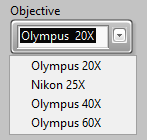 Objective
Olympus 20X
Olympus 20X
Nikon 25X
Olympus 40X
Olympus 60X